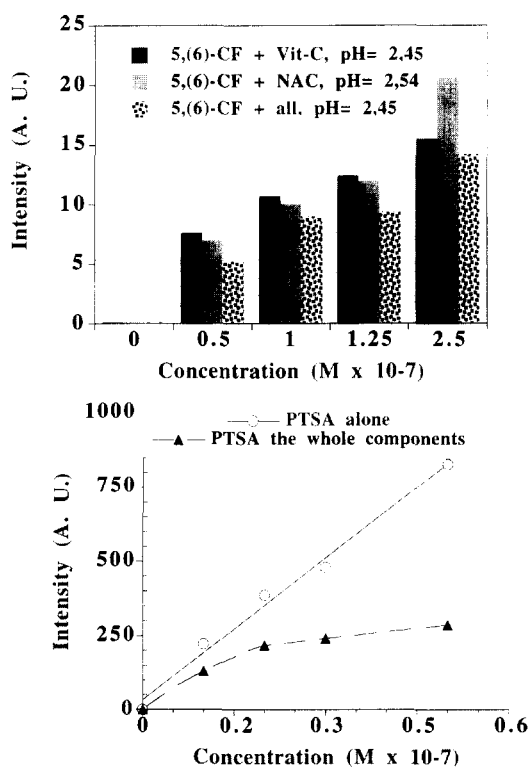 25
20
15
10
5
0
Intensity (A. U.)
5,(6)-CF + Vit-C, pH= 2,45
5,(6)-CF + NAC, pH= 2,54
5,(6)-CF + all, pH= 2,45
0 0.5 1 1.25 2.5
Concentration (M x 10-7)
1000
750
500
250
0
Intensity (A. U.)
PTSA alone
PTSA the whole components
0 0.2 0.3 0.5 0.6
Concentration (M x 10-7)